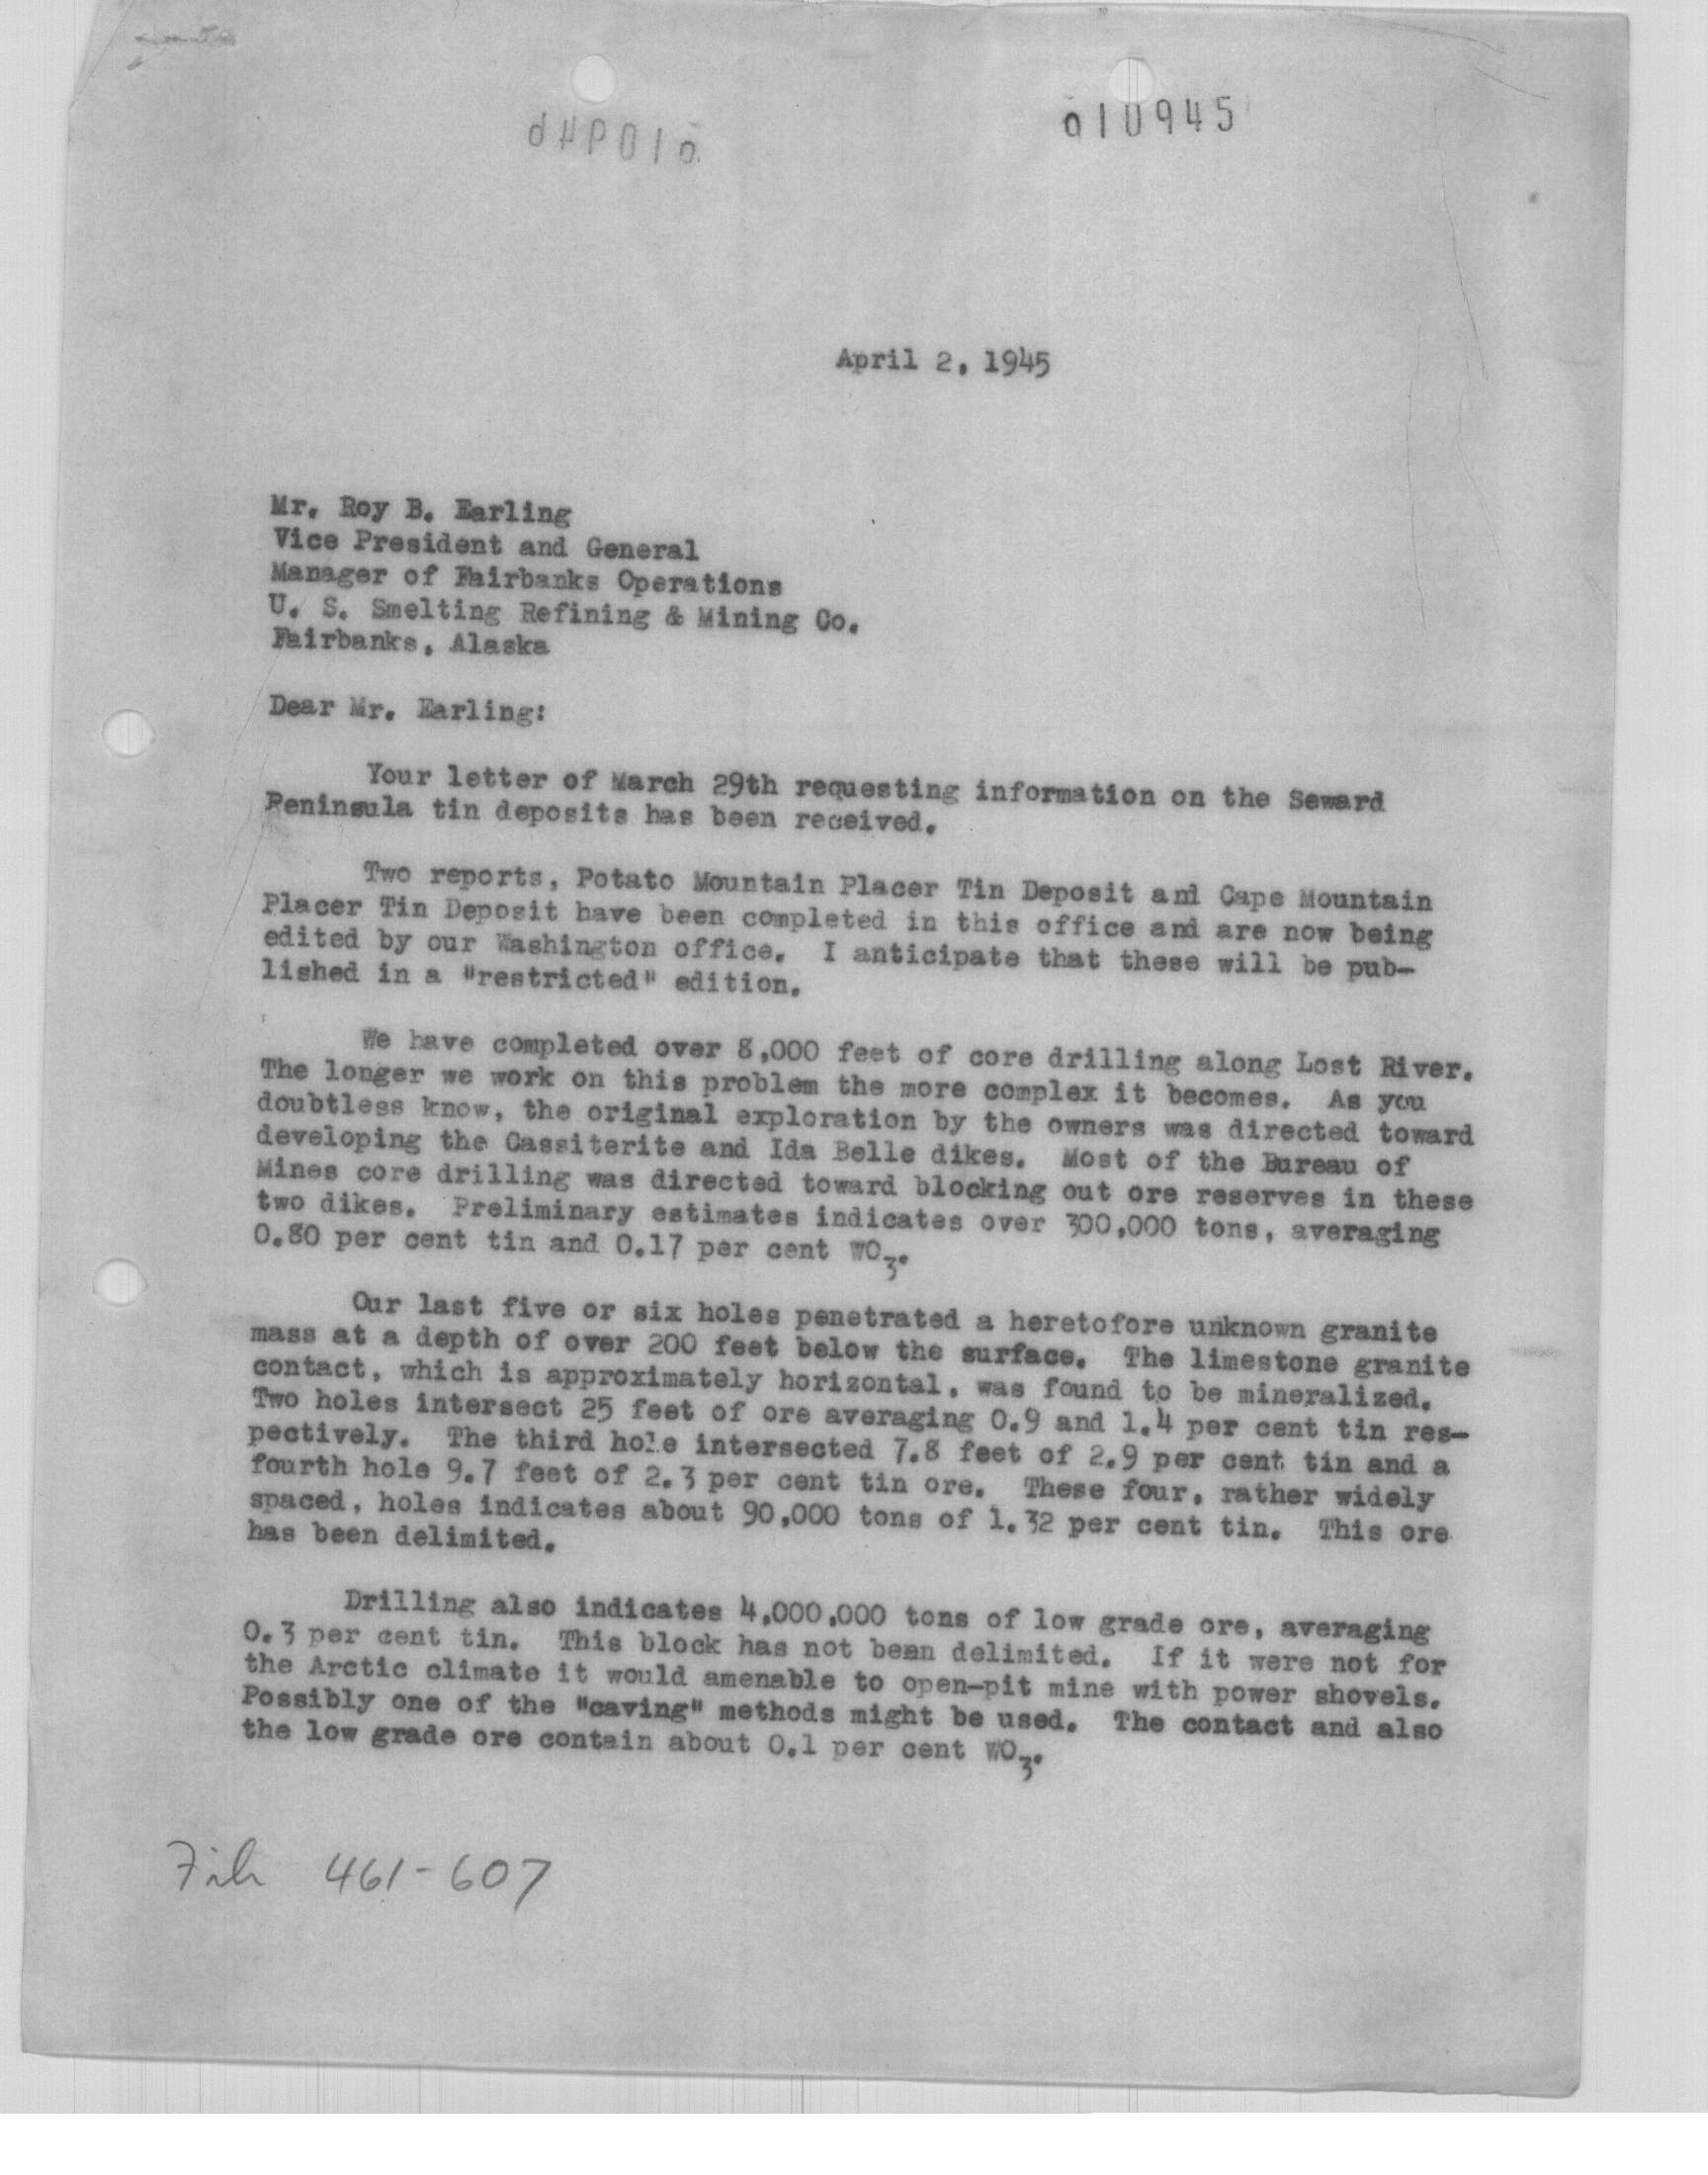 010945
April 2, 1945
Mr. Roy B. Earling
Vice President and General
Manager of Fairbanks Operations
U. S. Smelting Refining & Mining Co.
Fairbanks, Alaska
Dear Mr. Earling:
Your letter of March 29th requesting information on the Seward
Peninsula tin deposits has been received.
Two reports, Potato Mountain Placer Tin Deposit and Cape Mountain
Placer Tin Deposit have been completed in this office and are now being
edited by our Washington office. I anticipate that these will be pub-
lished in a "restricted" edition.
We have completed over 8,000 feet of core drilling along Lost River.
The longer we work on this problem the more complex it becomes. As you
doubtless know, the original exploration by the owners was directed toward
developing the Cassiterite and Ida Belle dikes. Most of the Bureau of
Mines core drilling was directed toward blocking out ore reserves in these
two dikes. Preliminary estimates indicates over 300,000 tons, averaging
0.80 per cent tin and 0.17 per cent WO3.
Our last five or six holes penetrated a heretofore unknown granite
mass at a depth of over 200 feet below the surface. The limestone granite
contact, which is approximately horizontal, was found to be mineralized.
Two holes intersect 25 feet of ore averaging 0.9 and 1.4 per cent tin res-
pectively. The third hole intersected 7.8 feet of 2.9 per cent tin and a
fourth hole 9.7 feet of 2.3 per cent tin ore. These four, rather widely
spaced, holes indicates about 90,000 tons of 1.32 per cent tin. This ore
has been delimited.
Drilling also indicates 4,000,000 tons of low grade ore, averaging
0.3 per cent tin. This block has not been delimited. If it were not for
the Arctic climate it would amenable to open-pit mine with power shovels.
Possibly one of the "caving" methods might be used. The contact and also
the low grade ore contain about 0.1 per cent WO3.
File 461-607